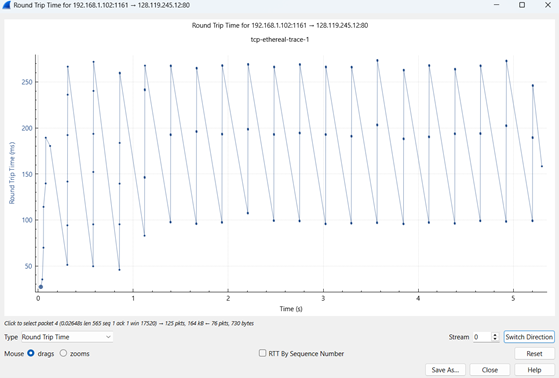 Round Trip Time for 192.168.1.102:1161 → 128.119.245.12:80
Round Trip Time for 192.168.1.102:1161 → 128.119.245.12:80
tcp-ethereal-trace-1
250
200
150
100
50
Round Trip Time (ms)
0 1 2 3 4 5
Time (s)
Click to select packet 4 (0.02648s len 565 seq 1 ack 1 win 17520) → 125 pkts, 164 kB ← 76 pkts, 730 bytes
Type Round Trip Time Stream 0 Switch Direction
Mouse drags zooms RTT By Sequence Number Reset
Save As... Close Help